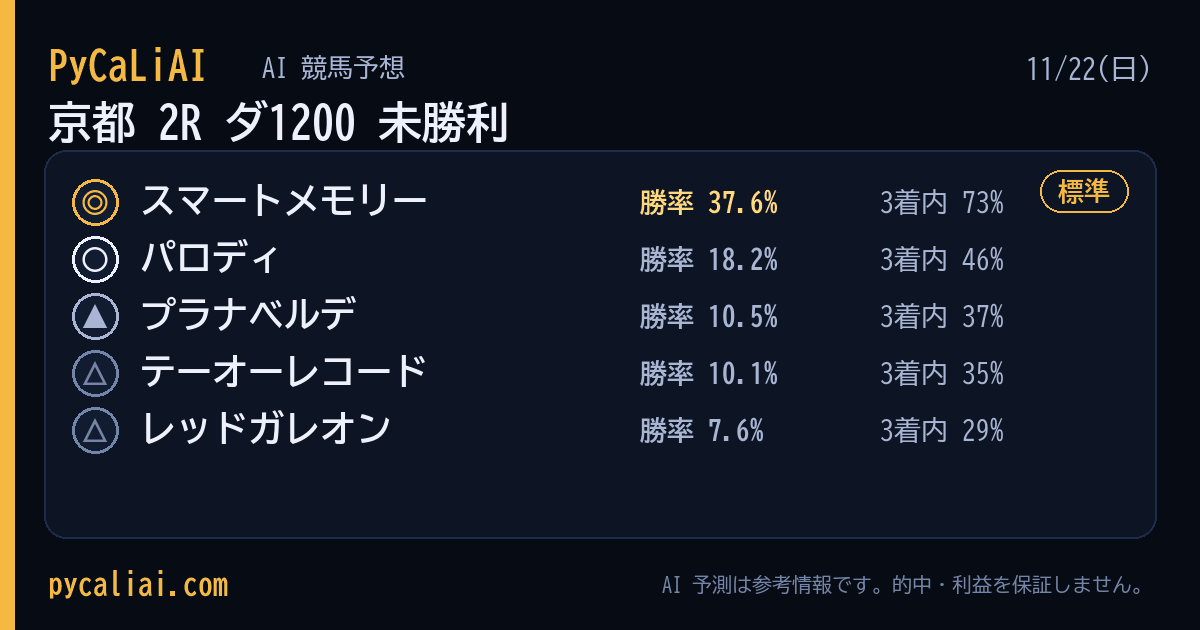 PyCaLiAI AI 競馬予想 11/22(日)
京都 2R ダ1200 未勝利
◎ スマートメモリー 勝率 37.6% 3着内 73% 標準
○ パロディ 勝率 18.2% 3着内 46%
▲ プラナベルデ 勝率 10.5% 3着内 37%
△ テーオーレコード 勝率 10.1% 3着内 35%
△ レッドガレオン 勝率 7.6% 3着内 29%
pycaliai.com AI 予測は参考情報です。的中・利益を保証しません。